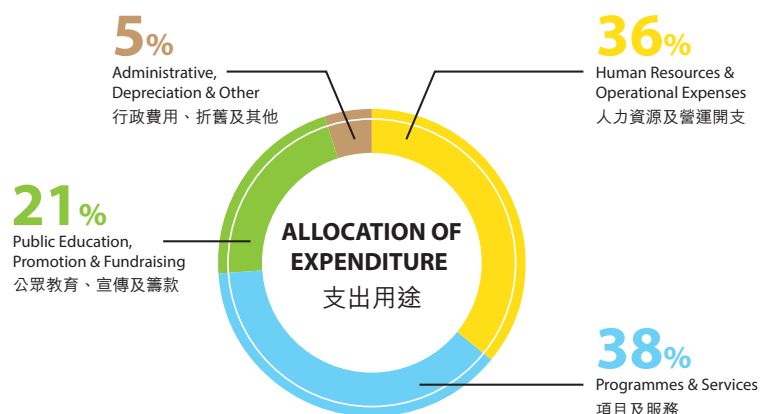 5%
Administrative,
Depreciation & Other
行政費用、折舊及其他
36%
Human Resources &
Operational Expenses
人力資源及營運開支
21%
Public Education,
Promotion & Fundraising
公眾教育、宣傳及籌款
ALLOCATION OF
EXPENDITURE
支出用途
38%
Programmes & Services
項目及服務